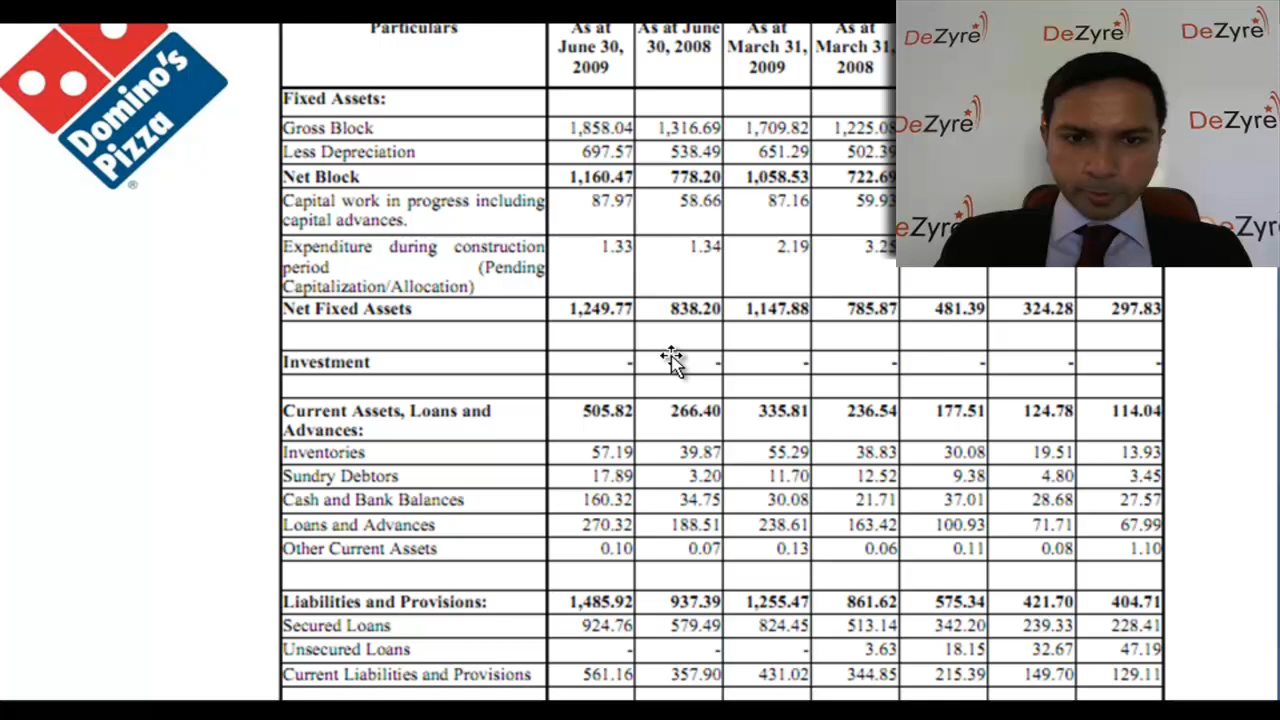 Domino's
Pizza
®
Particulars As at June 30, 2009 As at June 30, 2008 As at March 31, 2009 As at March 31, 2008
Fixed Assets:
Gross Block 1,858.04 1,316.69 1,709.82 1,225.08
Less Depreciation 697.57 538.49 651.29 502.39
Net Block 1,160.47 778.20 1,058.53 722.69
Capital work in progress including 87.97 58.66 87.16 59.93
capital advances.
Expenditure during construction 1.33 1.34 2.19 3.25
period (Pending
Capitalization/Allocation)
Net Fixed Assets 1,249.77 838.20 1,147.88 785.87 481.39 324.28 297.83
Investment - - - - - - -
Current Assets, Loans and 505.82 266.40 335.81 236.54 177.51 124.78 114.04
Advances:
Inventories 57.19 39.87 55.29 38.83 30.08 19.51 13.93
Sundry Debtors 17.89 3.20 11.70 12.52 9.38 4.80 3.45
Cash and Bank Balances 160.32 34.75 30.08 21.71 37.01 28.68 27.57
Loans and Advances 270.32 188.51 238.61 163.42 100.93 71.71 67.99
Other Current Assets 0.10 0.07 0.13 0.06 0.11 0.08 1.10
Liabilities and Provisions: 1,485.92 937.39 1,255.47 861.62 575.34 421.70 404.71
Secured Loans 924.76 579.49 824.45 513.14 342.20 239.33 228.41
Unsecured Loans - - - 3.63 18.15 32.67 47.19
Current Liabilities and Provisions 561.16 357.90 431.02 344.85 215.39 149.70 129.11
DeZyre DeZyre DeZyre
DeZyre DeZyre
eZyre eZyr